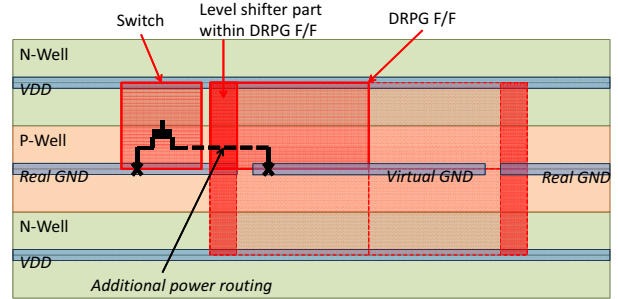 Switch
Level shifter part
within DRPG F/F
DRPG F/F
N-Well
VDD
P-Well
Real GND
Virtual GND
Real GND
N-Well
VDD
Additional power routing